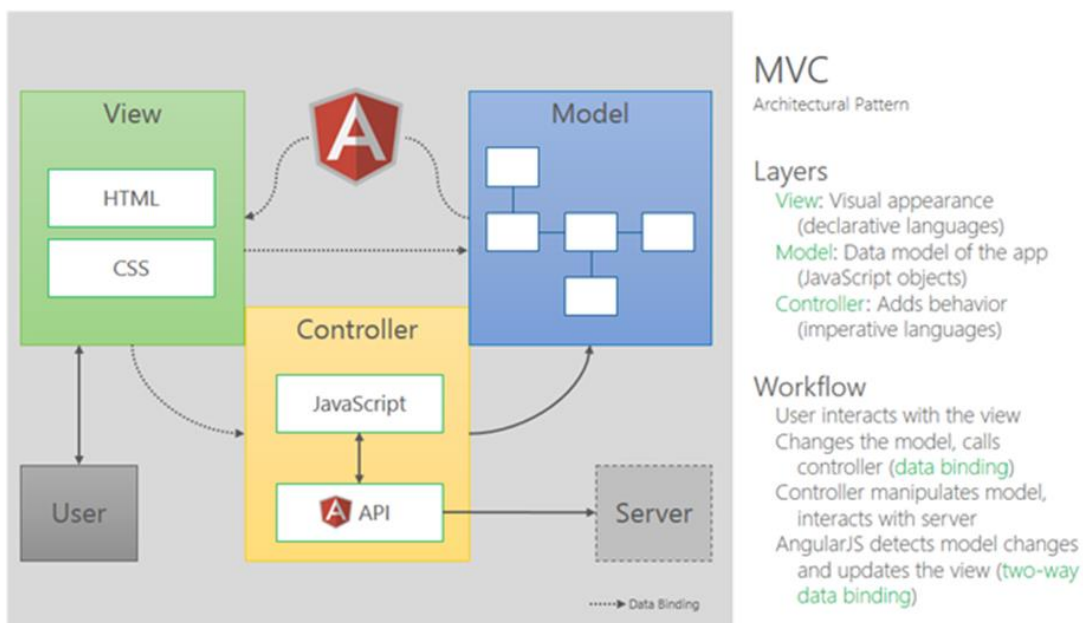 View
HTML
CSS
Model
Controller
JavaScript
API
User
Server
Data Binding
MVC
Architectural Pattern
Layers
View: Visual appearance
(declarative languages)
Model: Data model of the app
(JavaScript objects)
Controller: Adds behavior
(imperative languages)
Workflow
User interacts with the view
Changes the model, calls
controller (data binding)
Controller manipulates model,
interacts with server
AngularJS detects model changes
and updates the view (two-way
data binding)